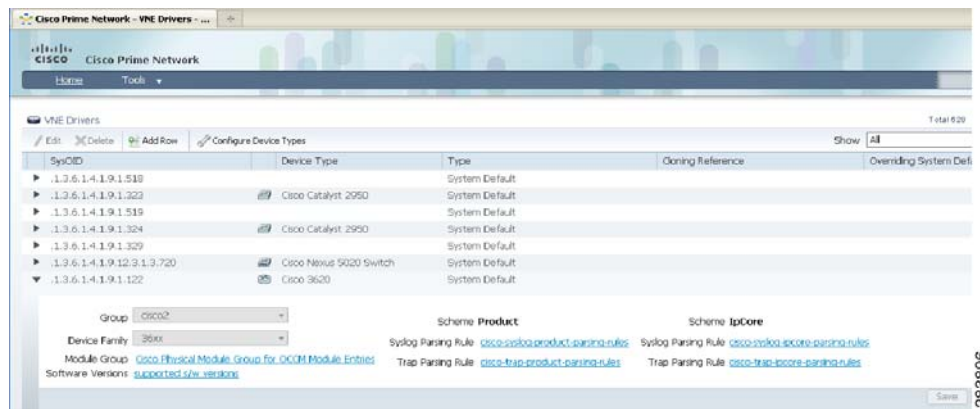 Cisco Prime Network - VNE Drivers - ...
CISCO Cisco Prime Network
Home Tools
VNE Drivers Total 629
Edit Delete Add Row Configure Device Types Show All
SysOID Device Type Type Cloning Reference Overriding System Defa
.1.3.6.1.4.1.9.1.518 System Default
.1.3.6.1.4.1.9.1.323 Cisco Catalyst 2950 System Default
.1.3.6.1.4.1.9.1.519 System Default
.1.3.6.1.4.1.9.1.324 Cisco Catalyst 2950 System Default
.1.3.6.1.4.1.9.1.329 System Default
.1.3.6.1.4.1.9.12.3.1.3.720 Cisco Nexus 5020 Switch System Default
.1.3.6.1.4.1.9.1.122 Cisco 3620 System Default
Group cisco2 Scheme Product Scheme IpCore
Device Family 36xx Syslog Parsing Rule cisco-syslog-product-parsing-rules Syslog Parsing Rule cisco-syslog-ipcore-parsing-rules
Module Group Cisco Physical Module Group for OCCM Module Entries Trap Parsing Rule cisco-trap-product-parsing-rules Trap Parsing Rule cisco-trap-ipcore-parsing-rules
Software Versions supported s/w versions
Save